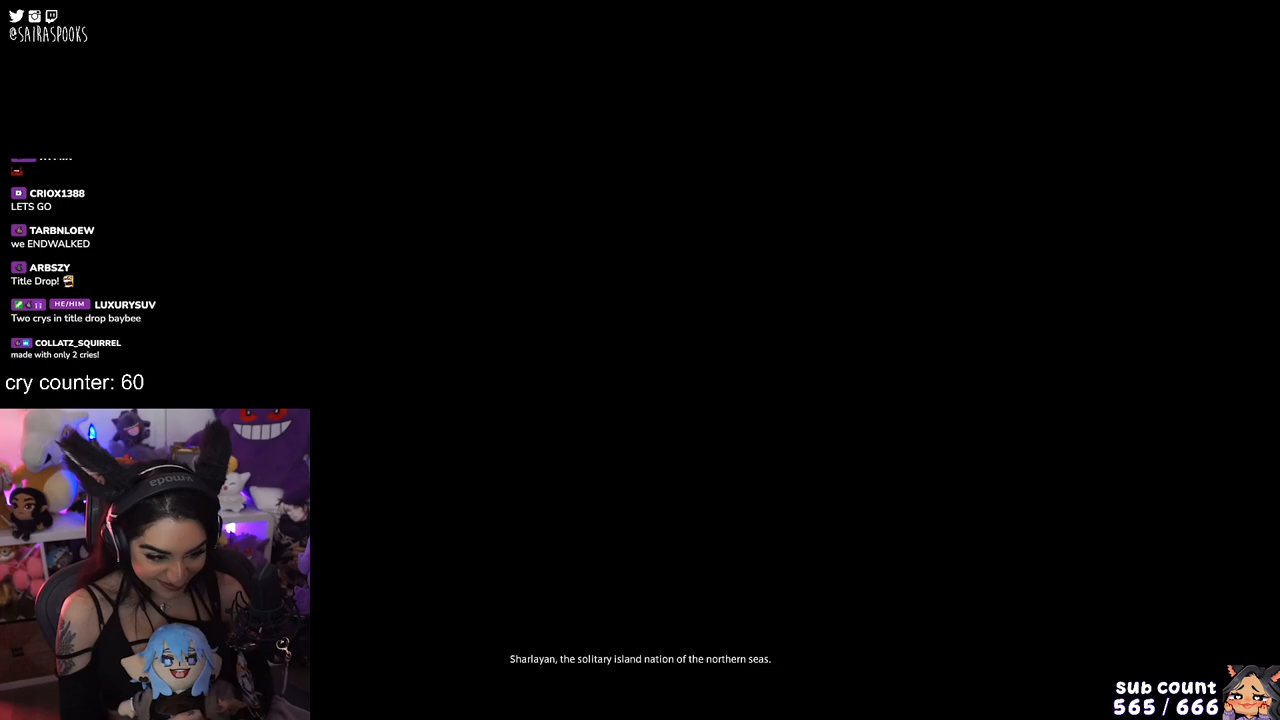 @SAIRASPOOKS
CRIOX1388
LETS GO
TARBNLOEW
we ENDWALKED
ARBSZY
Title Drop!
HE/HIM LUXURYSUV
Two crys in title drop baybee
COLLATZ_SQUIRREL
made with only 2 cries!
cry counter: 60
Sharlayan, the solitary island nation of the northern seas.
sub count
565 / 666